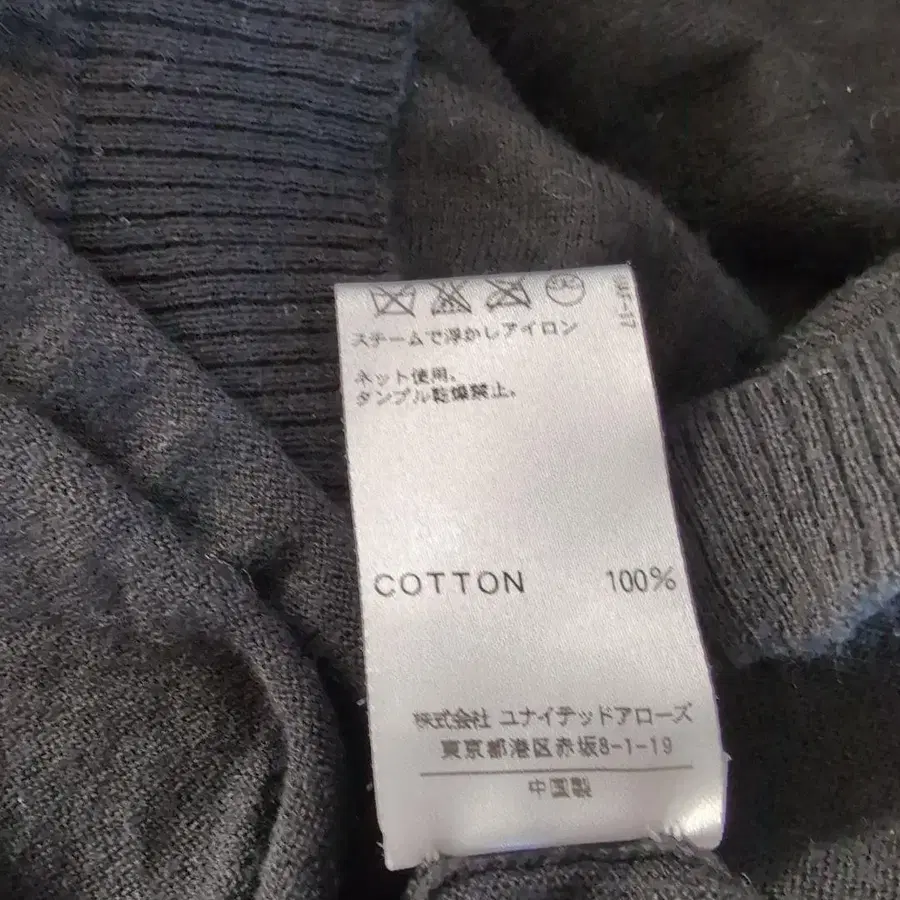 スチームで浮かしアイロン
ネット使用。
タンブル乾燥禁止。
COTTON 100%
株式会社 ユナイテッドアローズ
東京都港区赤坂8-1-19
中国製